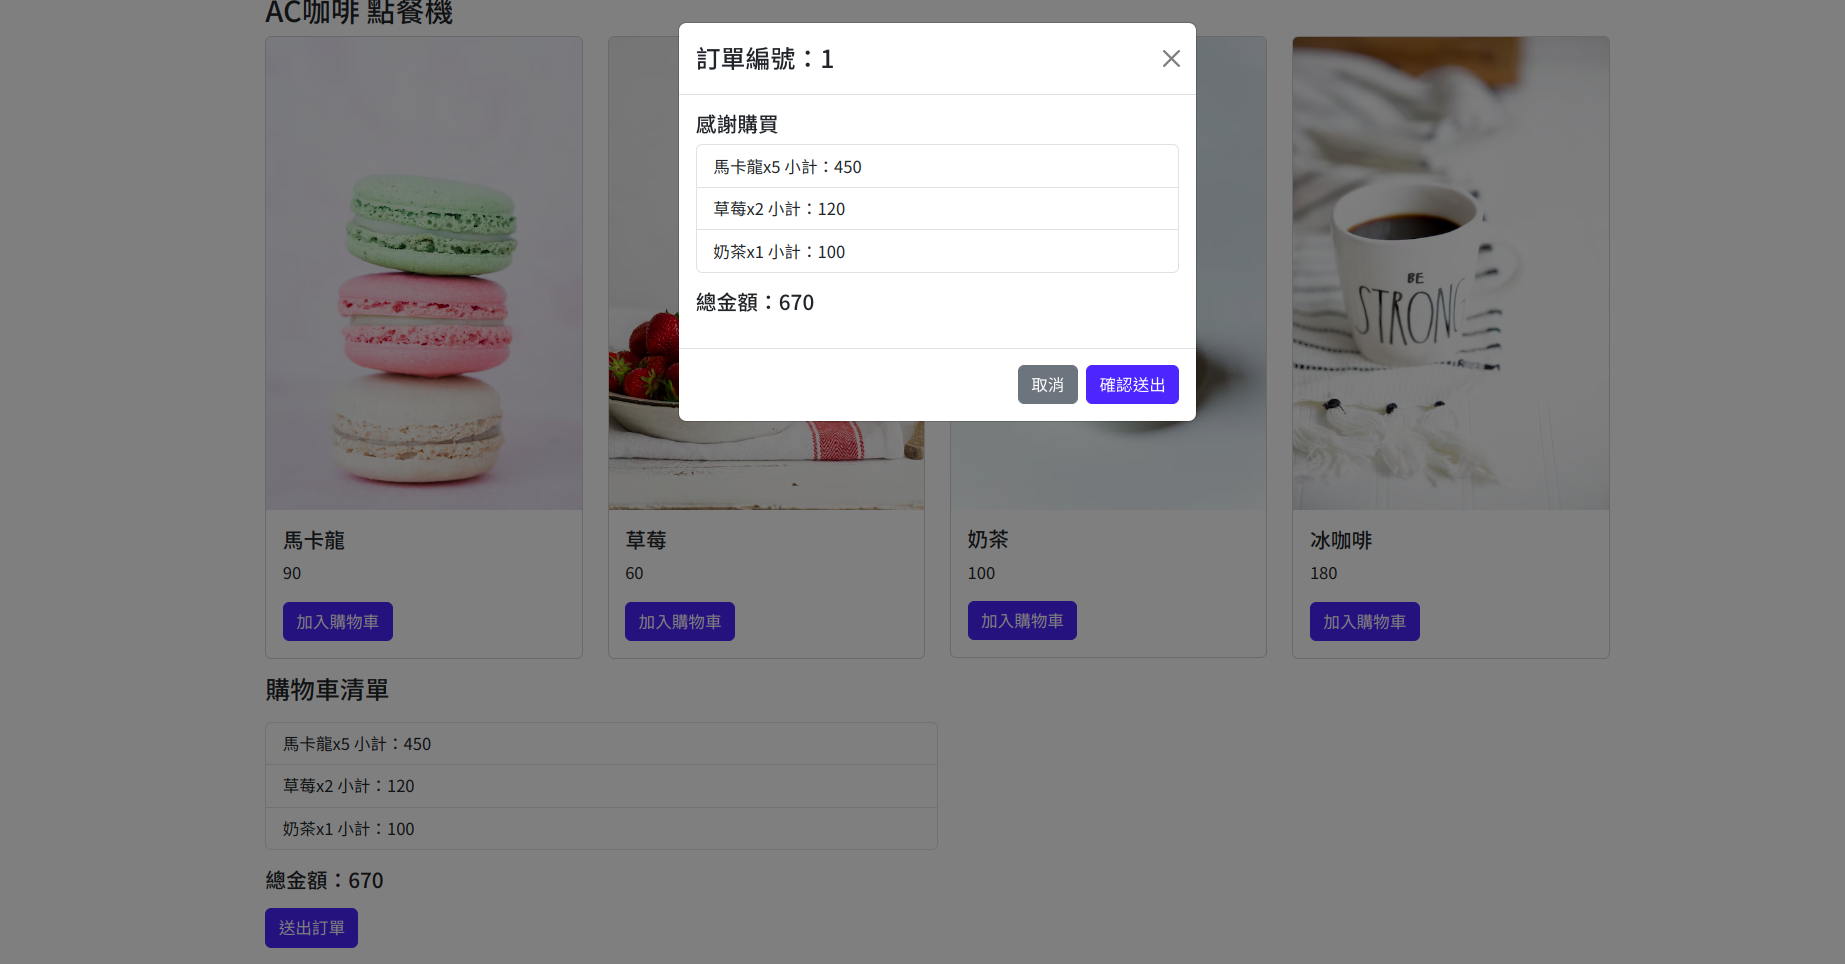 AC咖啡 點餐機
訂單編號：1
感謝購買
馬卡龍x5 小計：450
草莓x2 小計：120
奶茶x1 小計：100
總金額：670
取消
確認送出
BE
STRONG
馬卡龍
90
加入購物車
草莓
60
加入購物車
奶茶
100
加入購物車
冰咖啡
180
加入購物車
購物車清單
馬卡龍x5 小計：450
草莓x2 小計：120
奶茶x1 小計：100
總金額：670
送出訂單